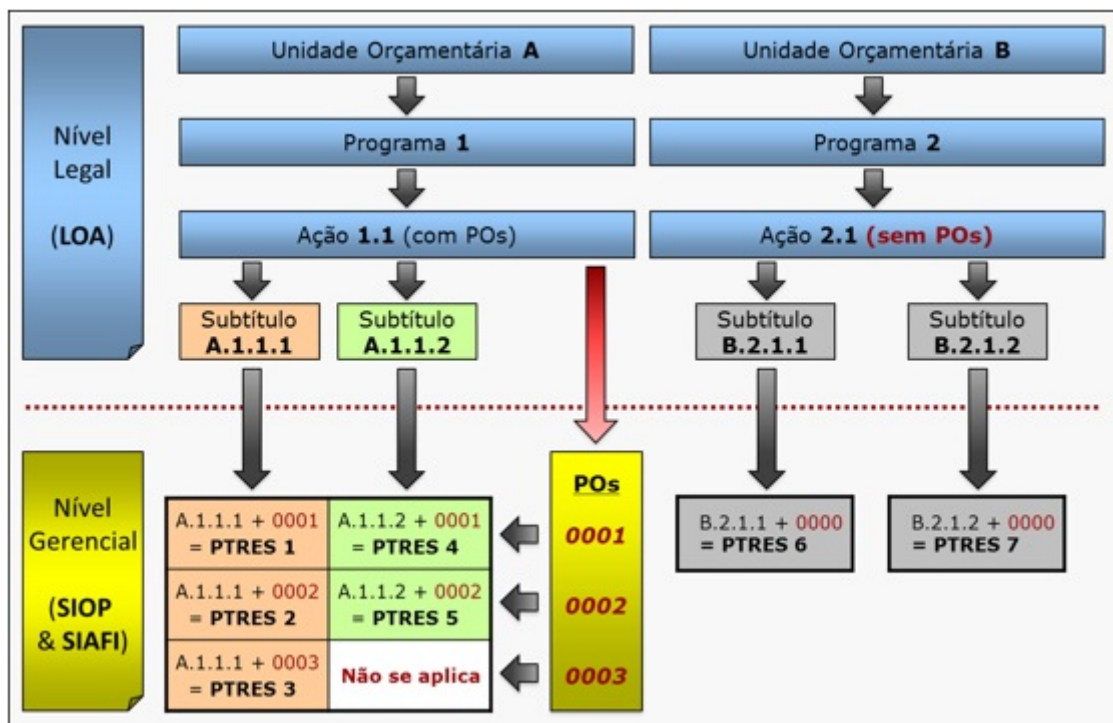 Nível
Legal
(LOA)
Unidade Orçamentária A
Unidade Orçamentária B
Programa 1
Programa 2
Ação 1.1 (com POs)
Ação 2.1 (sem POs)
Subtítulo
A.1.1.1
Subtítulo
A.1.1.2
Subtítulo
B.2.1.1
Subtítulo
B.2.1.2
Nível
Gerencial
(SIOP
& SIAFI)
A.1.1.1 + 0001
= PTRES 1
A.1.1.2 + 0001
= PTRES 4
A.1.1.1 + 0002
= PTRES 2
A.1.1.2 + 0002
= PTRES 5
A.1.1.1 + 0003
= PTRES 3
Não se aplica
POs
0001
0002
0003
B.2.1.1 + 0000
= PTRES 6
B.2.1.2 + 0000
= PTRES 7